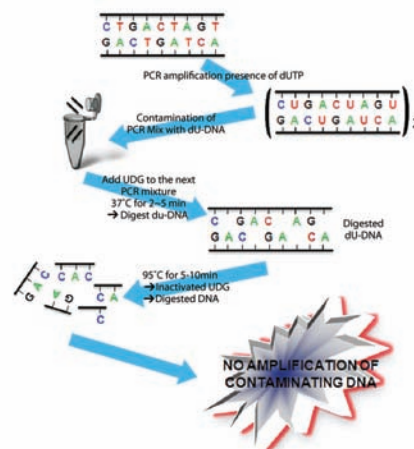 C T G A C T A G T
G A C T G A T C A
PCR amplification presence of dUTP
C U G A C U A G U
G A C U G A U C A
Contamination of
PCR Mix with dU-DNA
Add UDG to the next
PCR mixture
37°C for 2~5 min
→ Digest du-DNA
C G A C A G
G A C G A C A
Digested
dU-DNA
95°C for 5-10min
→Inactivated UDG
→Digested DNA
C A
C
NO AMPLIFICATION OF
CONTAMINATING DNA